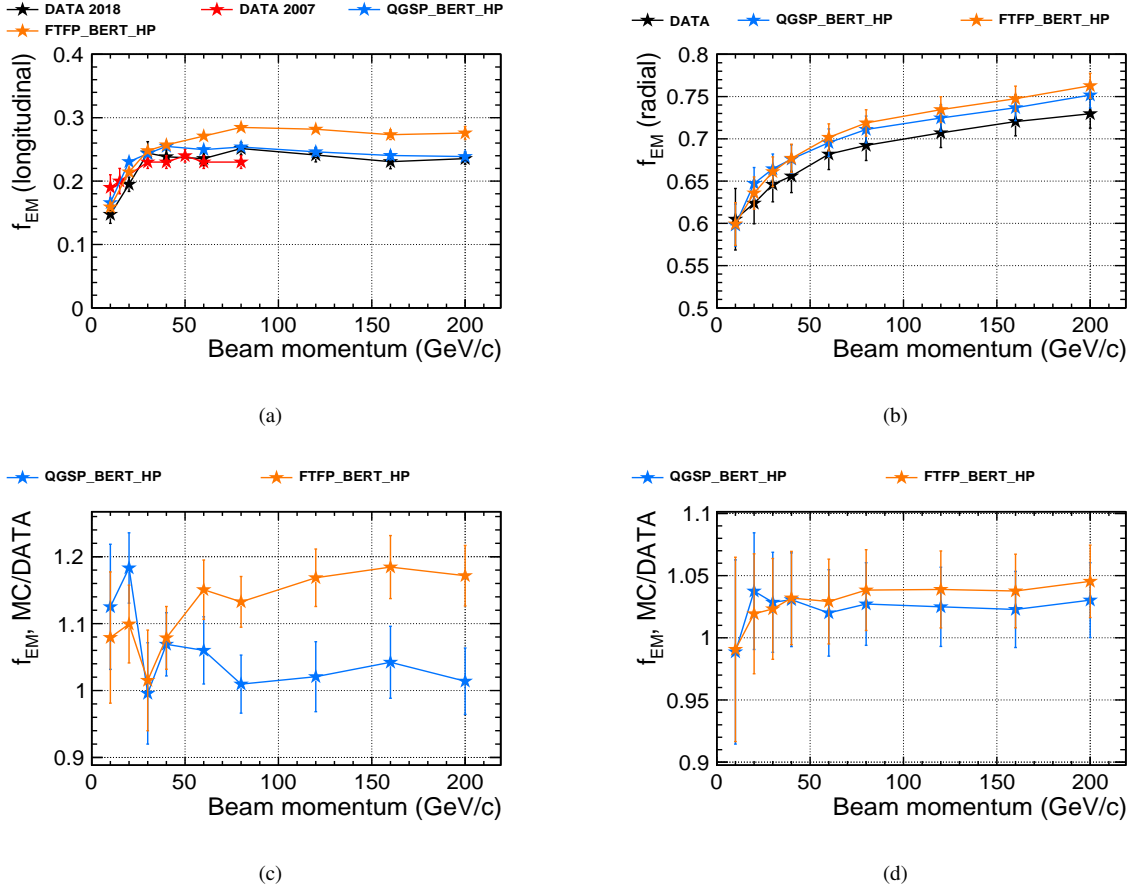 DATA 2018 DATA 2007 QGSP_BERT_HP
FTFP_BERT_HP
f_EM (longitudinal)
0.4
0.3
0.2
0.1
0
0 50 100 150 200
Beam momentum (GeV/c)
(a)
DATA QGSP_BERT_HP FTFP_BERT_HP
f_EM (radial)
0.8
0.75
0.7
0.65
0.6
0.55
0.5
0 50 100 150 200
Beam momentum (GeV/c)
(b)
QGSP_BERT_HP FTFP_BERT_HP
f_EM, MC/DATA
1.2
1.1
1
0.9
0 50 100 150 200
Beam momentum (GeV/c)
(c)
QGSP_BERT_HP FTFP_BERT_HP
f_EM, MC/DATA
1.1
1.05
1
0.95
0.9
0 50 100 150 200
Beam momentum (GeV/c)
(d)